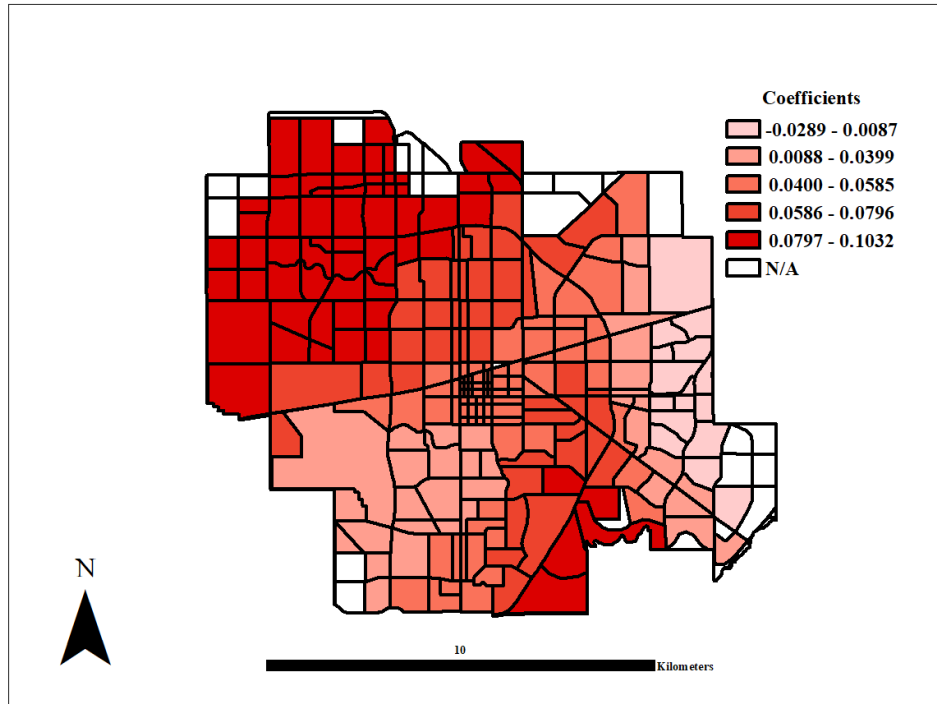 Coefficients
-0.0289 - 0.0087
0.0088 - 0.0399
0.0400 - 0.0585
0.0586 - 0.0796
0.0797 - 0.1032
N/A
N
10
Kilometers